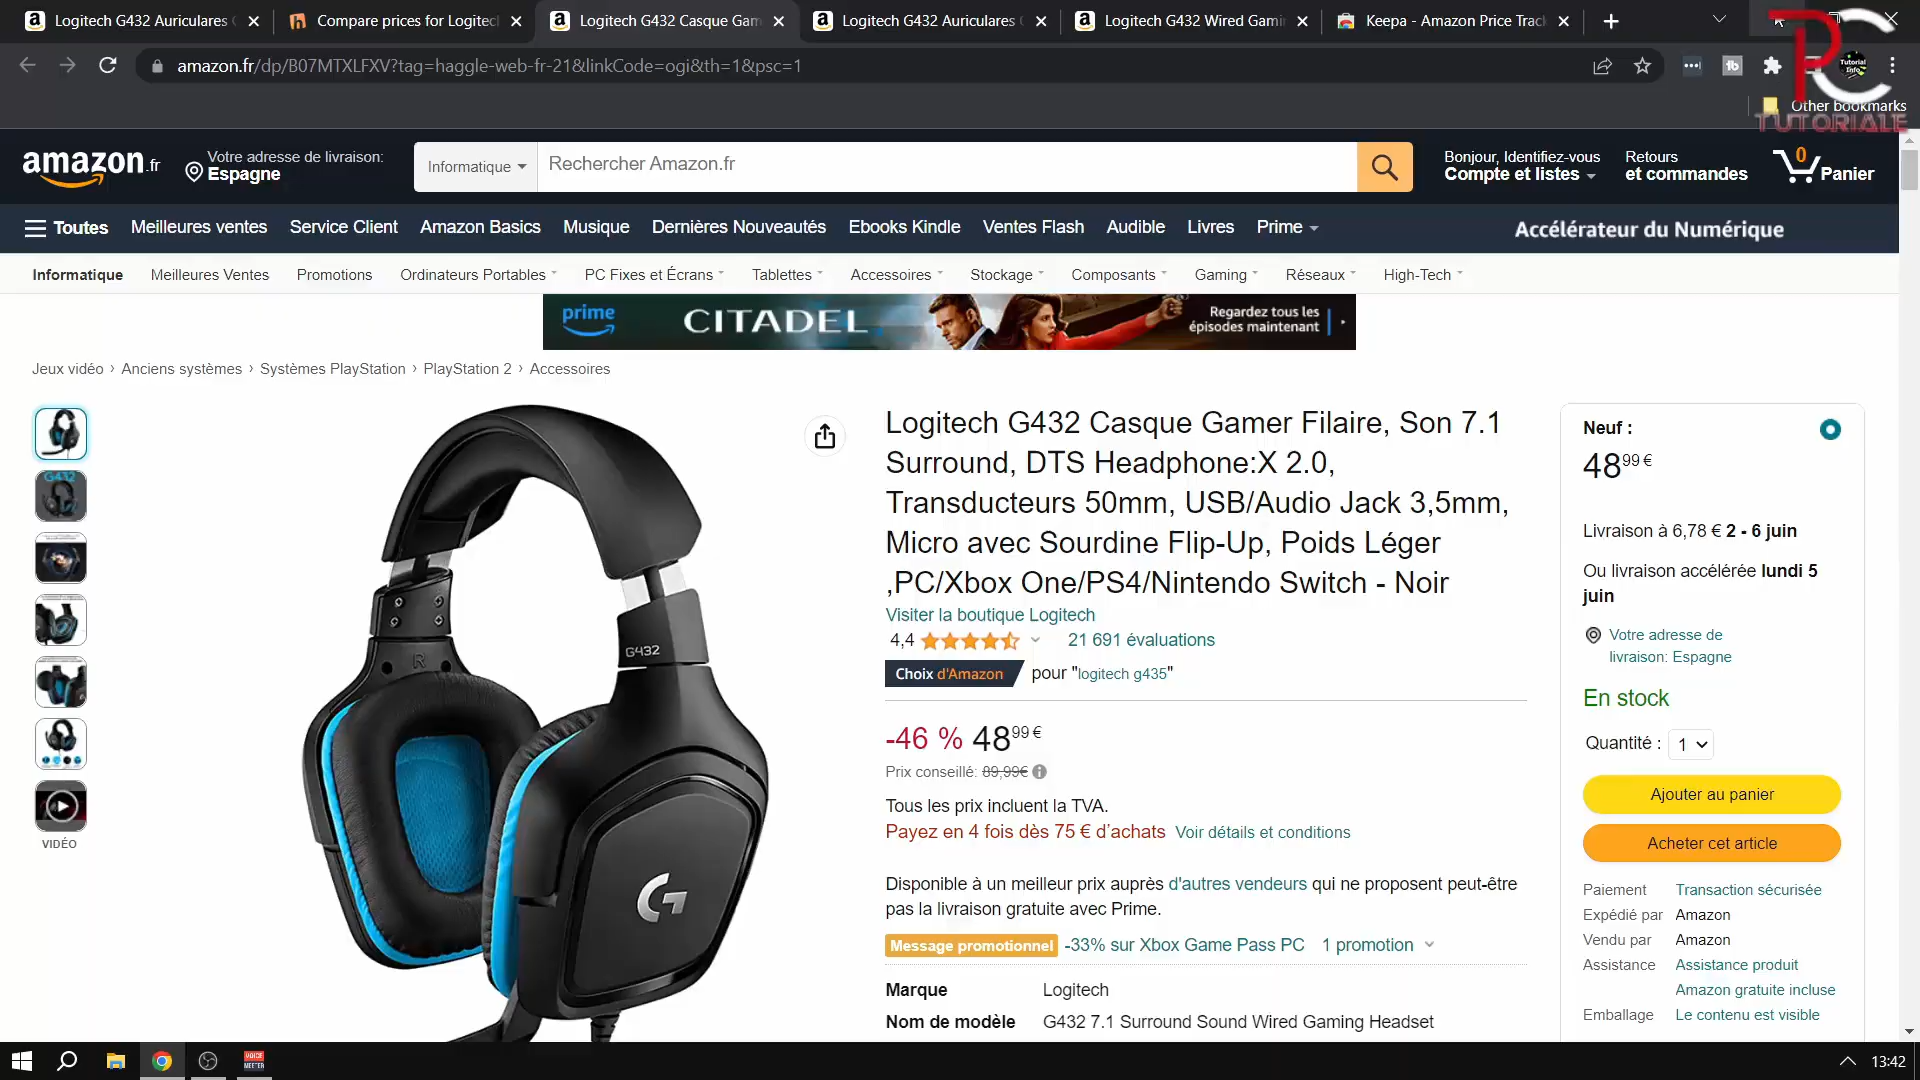 Logitech G432 Auriculares
Compare prices for Logitec
Logitech G432 Casque Gam
Logitech G432 Auriculares
Logitech G432 Wired Gami
Keepa - Amazon Price Trac
amazon.fr/dp/B07MTXLFXV?tag=haggle-web-fr-21&linkCode=ogi&th=1&psc=1
Other bookmarks
PC
TUTORIALE
amazon.fr
Votre adresse de livraison:
Espagne
Informatique
Rechercher Amazon.fr
Bonjour, Identifiez-vous
Compte et listes
Retours
et commandes
0
Panier
Toutes
Meilleures ventes
Service Client
Amazon Basics
Musique
Dernières Nouveautés
Ebooks Kindle
Ventes Flash
Audible
Livres
Prime
Accélérateur du Numérique
Informatique
Meilleures Ventes
Promotions
Ordinateurs Portables
PC Fixes et Écrans
Tablettes
Accessoires
Stockage
Composants
Gaming
Réseaux
High-Tech
prime
CITADEL
Regardez tous les
épisodes maintenant
Jeux vidéo › Anciens systèmes › Systèmes PlayStation › PlayStation 2 › Accessoires
VIDÉO
G432
R
G
Logitech G432 Casque Gamer Filaire, Son 7.1
Surround, DTS Headphone:X 2.0,
Transducteurs 50mm, USB/Audio Jack 3,5mm,
Micro avec Sourdine Flip-Up, Poids Léger
,PC/Xbox One/PS4/Nintendo Switch - Noir
Visiter la boutique Logitech
4,4
21 691 évaluations
Choix d'Amazon pour "logitech g435"
-46 % 48,99 €
Prix conseillé: 89,99€
Tous les prix incluent la TVA.
Payez en 4 fois dès 75 € d’achats Voir détails et conditions
Disponible à un meilleur prix auprès d'autres vendeurs qui ne proposent peut-être
pas la livraison gratuite avec Prime.
Message promotionnel -33% sur Xbox Game Pass PC 1 promotion
Marque Logitech
Nom de modèle G432 7.1 Surround Sound Wired Gaming Headset
Neuf :
48,99 €
Livraison à 6,78 € 2 - 6 juin
Ou livraison accélérée lundi 5
juin
Votre adresse de
livraison: Espagne
En stock
Quantité : 1
Ajouter au panier
Acheter cet article
Paiement Transaction sécurisée
Expédié par Amazon
Vendu par Amazon
Assistance Assistance produit
Amazon gratuite incluse
Emballage Le contenu est visible
13:42